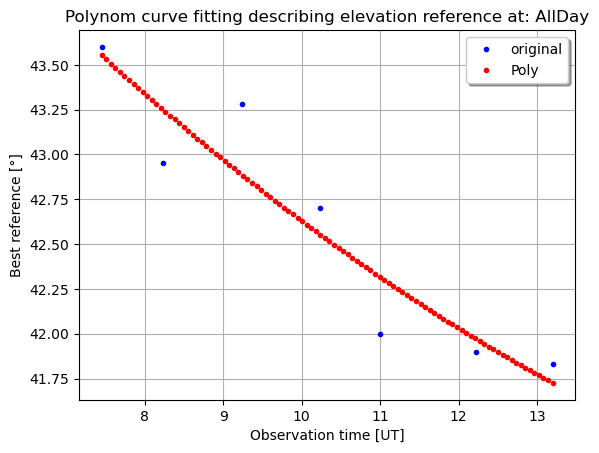 Polynom curve fitting describing elevation reference at: AllDay
original
Poly
43.50
43.25
43.00
42.75
42.50
42.25
42.00
41.75
Best reference [°]
8 9 10 11 12 13
Observation time [UT]